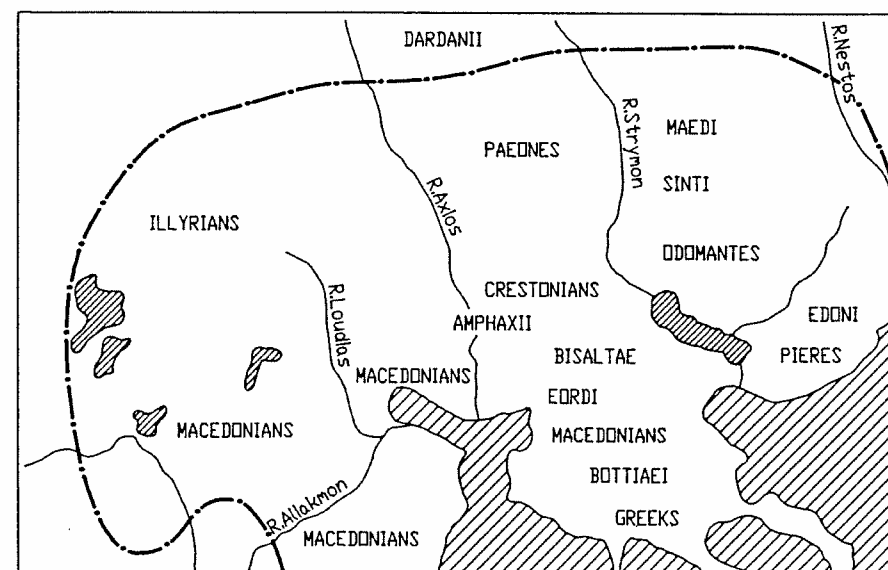 DARDANII
R.Nestos
R.Strymon
MAEDI
PAEONES
SINTI
R.Axios
ILLYRIANS
ODOMANTES
CRESTONIANS
R.Loudias
EDONI
AMPHAXII
BISALTAE
PIERES
MACEDONIANS
EORDI
MACEDONIANS
MACEDONIANS
BOTTIAEI
R.Aliakmon
GREEKS
MACEDONIANS